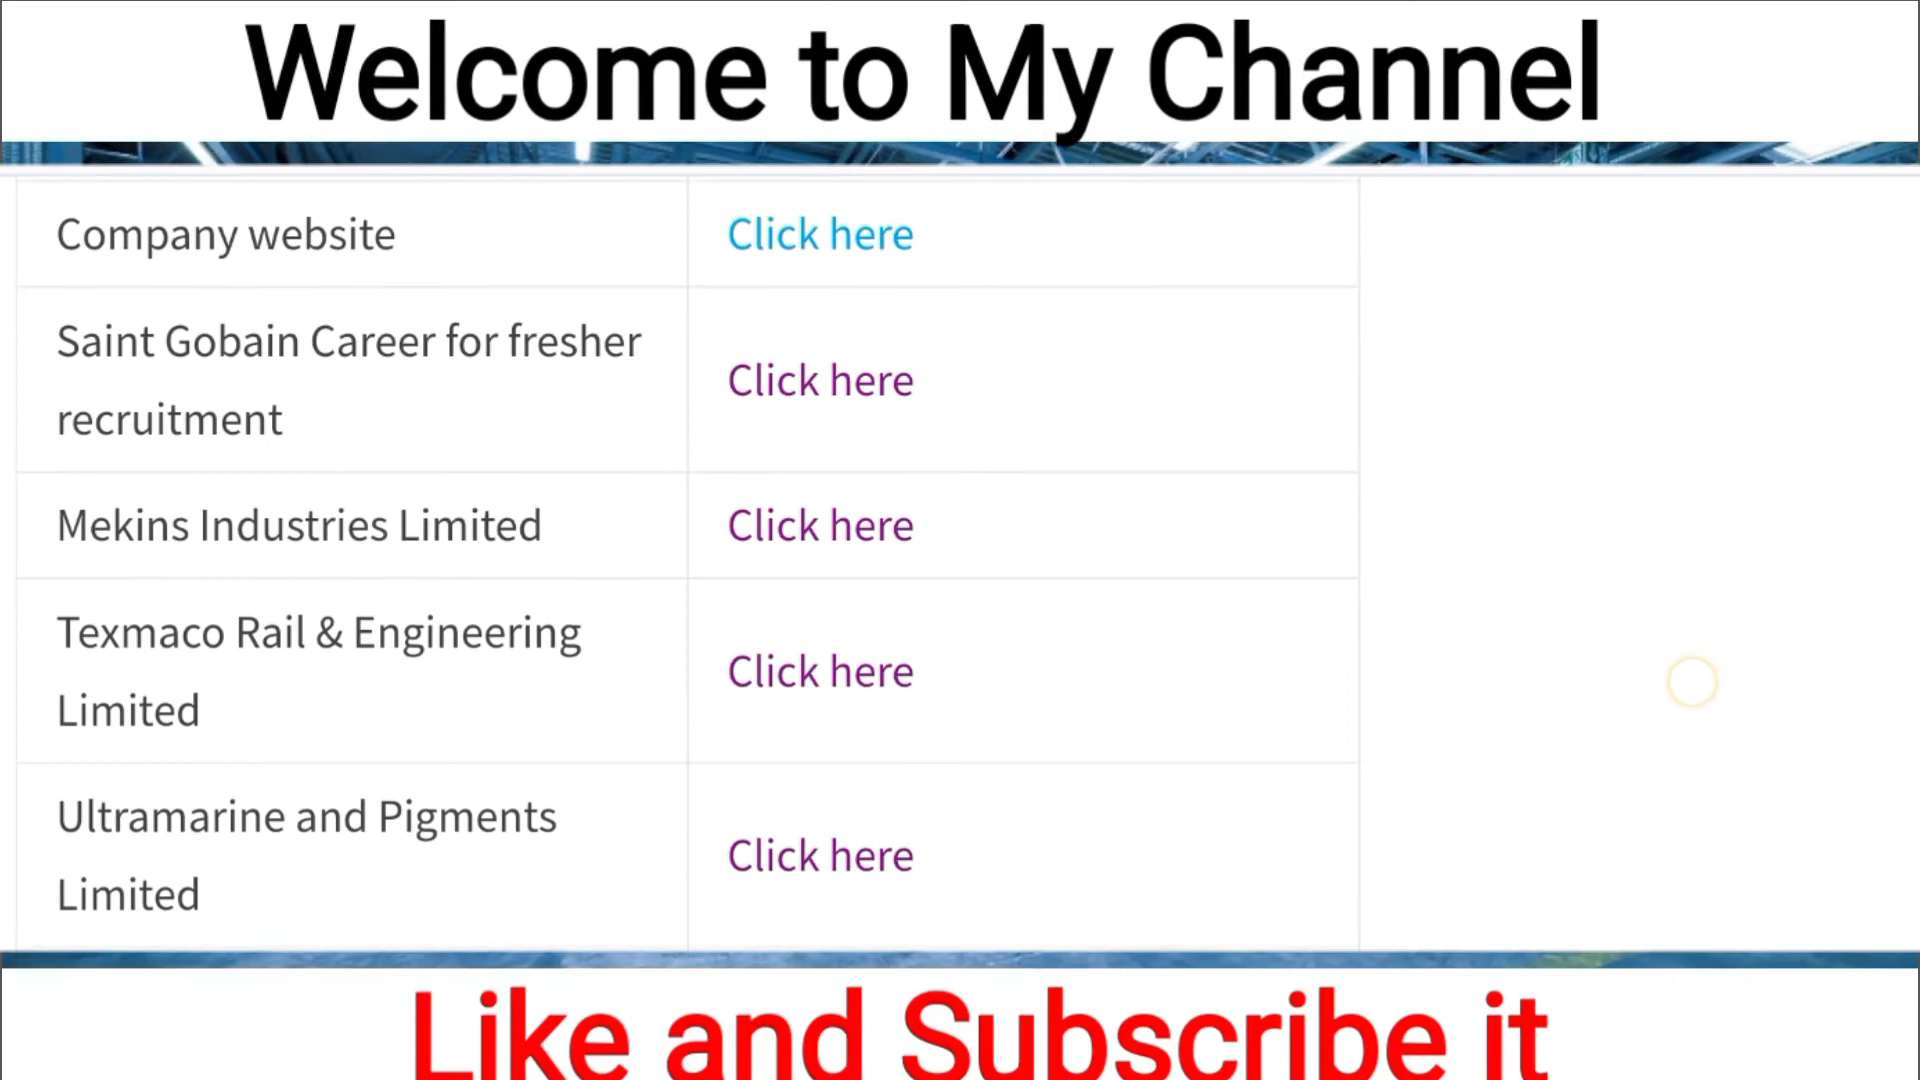 Welcome to My Channel
Company website
Click here
Saint Gobain Career for fresher
recruitment
Click here
Mekins Industries Limited
Click here
Texmaco Rail & Engineering
Limited
Click here
Ultramarine and Pigments
Limited
Click here
Like and Subscribe it